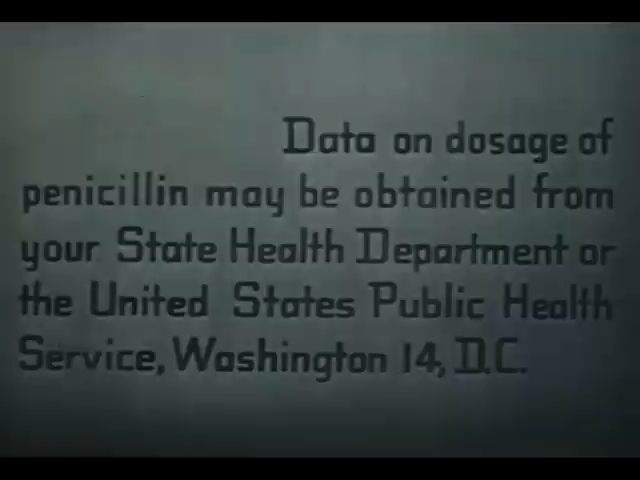 Data on dosage of
penicillin may be obtained from
your State Health Department or
the United States Public Health
Service, Washington 14, D.C.